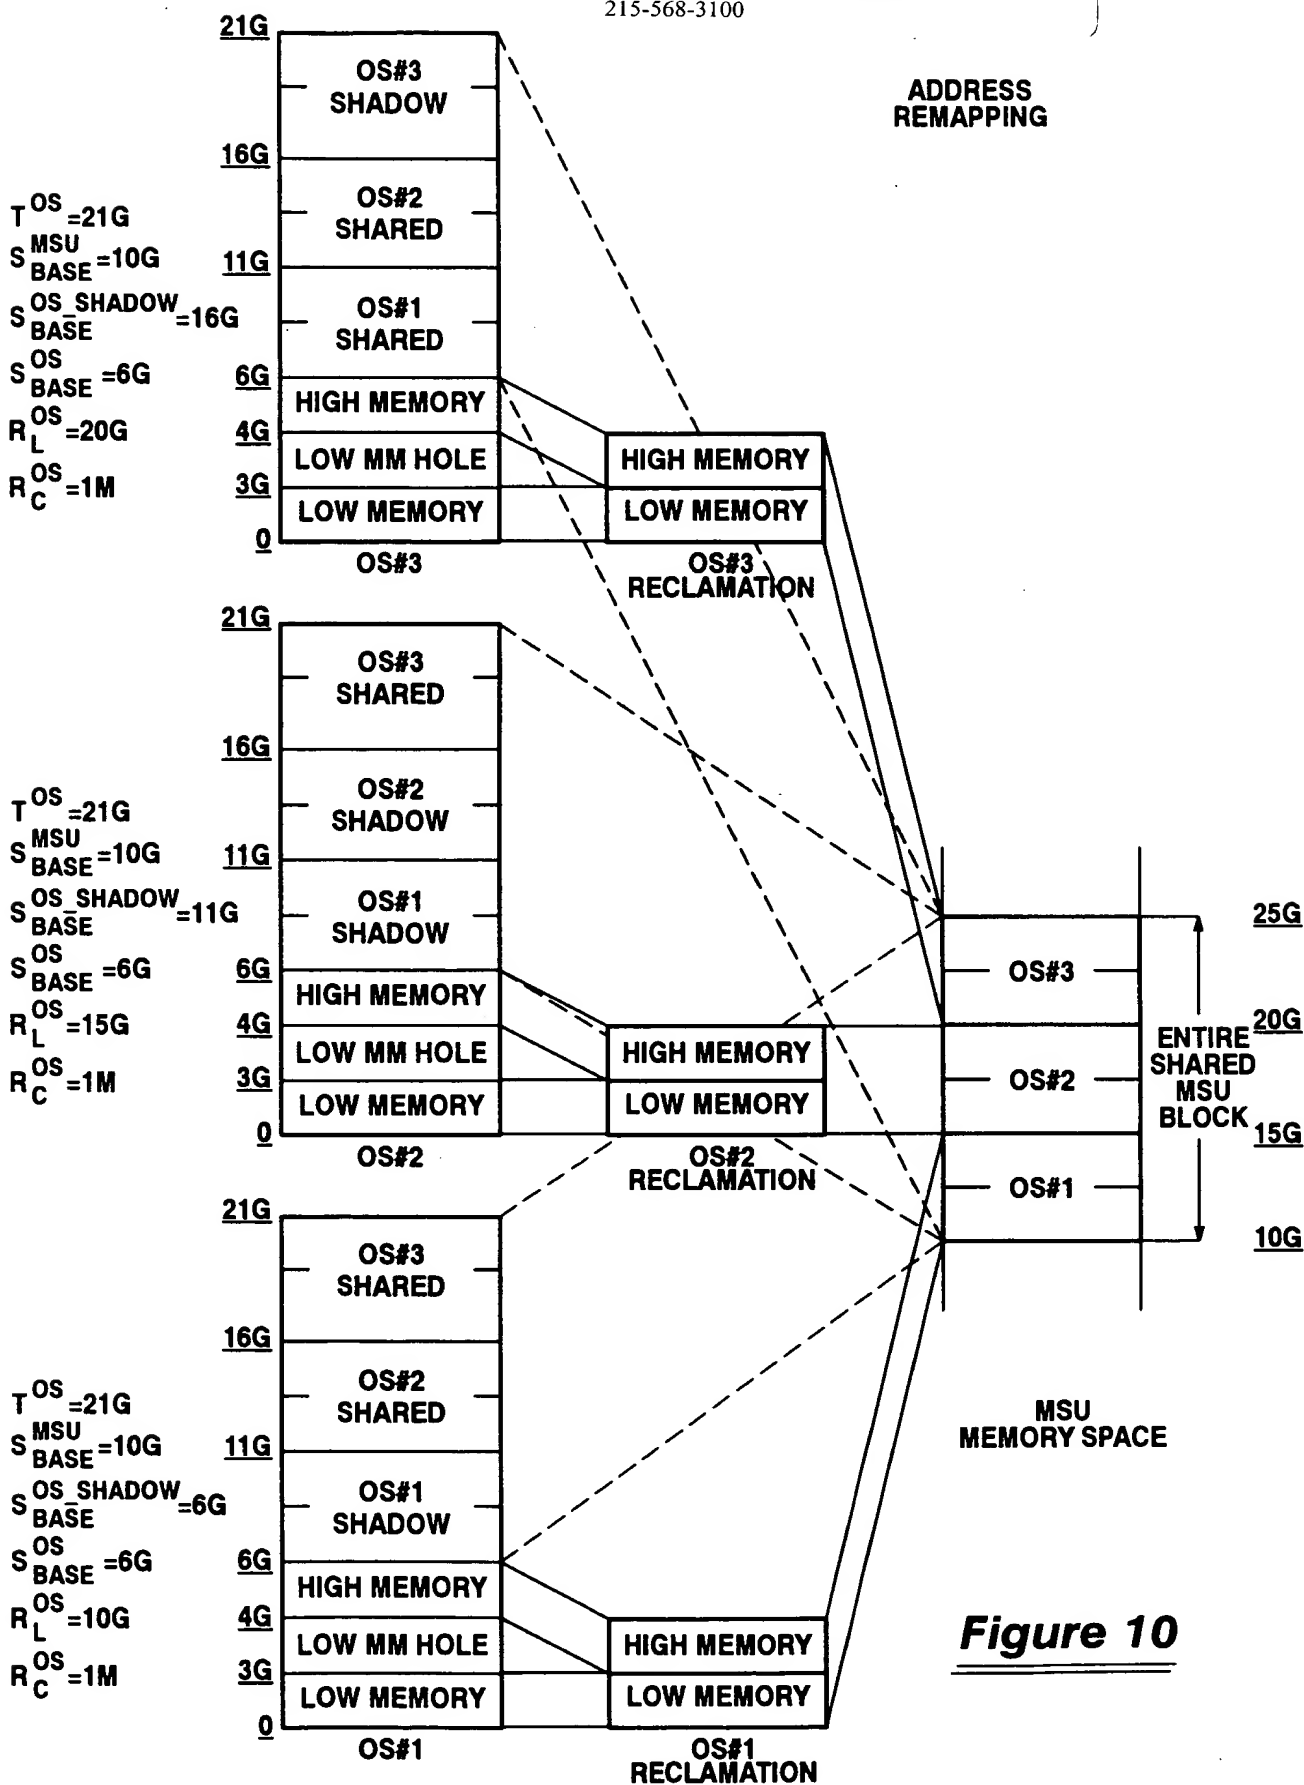 215-568-3100
ADDRESS
REMAPPING
21G
OS#3
SHADOW
16G
OS#2
SHARED
11G
OS#1
SHARED
6G
HIGH MEMORY
4G
LOW MM HOLE
3G
LOW MEMORY
0
OS#3
T OS =21G
S MSU BASE =10G
S OS_SHADOW BASE =16G
S OS BASE =6G
R OS L =20G
R OS C =1M
HIGH MEMORY
LOW MEMORY
OS#3
RECLAMATION
21G
OS#3
SHARED
16G
OS#2
SHADOW
11G
OS#1
SHADOW
6G
HIGH MEMORY
4G
LOW MM HOLE
3G
LOW MEMORY
0
OS#2
T OS =21G
S MSU BASE =10G
S OS_SHADOW BASE =11G
S OS BASE =6G
R OS L =15G
R OS C =1M
HIGH MEMORY
LOW MEMORY
OS#2
RECLAMATION
21G
OS#3
SHARED
16G
OS#2
SHARED
11G
OS#1
SHADOW
6G
HIGH MEMORY
4G
LOW MM HOLE
3G
LOW MEMORY
0
OS#1
T OS =21G
S MSU BASE =10G
S OS_SHADOW BASE =6G
S OS BASE =6G
R OS L =10G
R OS C =1M
HIGH MEMORY
LOW MEMORY
OS#1
RECLAMATION
25G
OS#3
20G
OS#2
15G
OS#1
10G
ENTIRE
SHARED
MSU
BLOCK
MSU
MEMORY SPACE
Figure 10